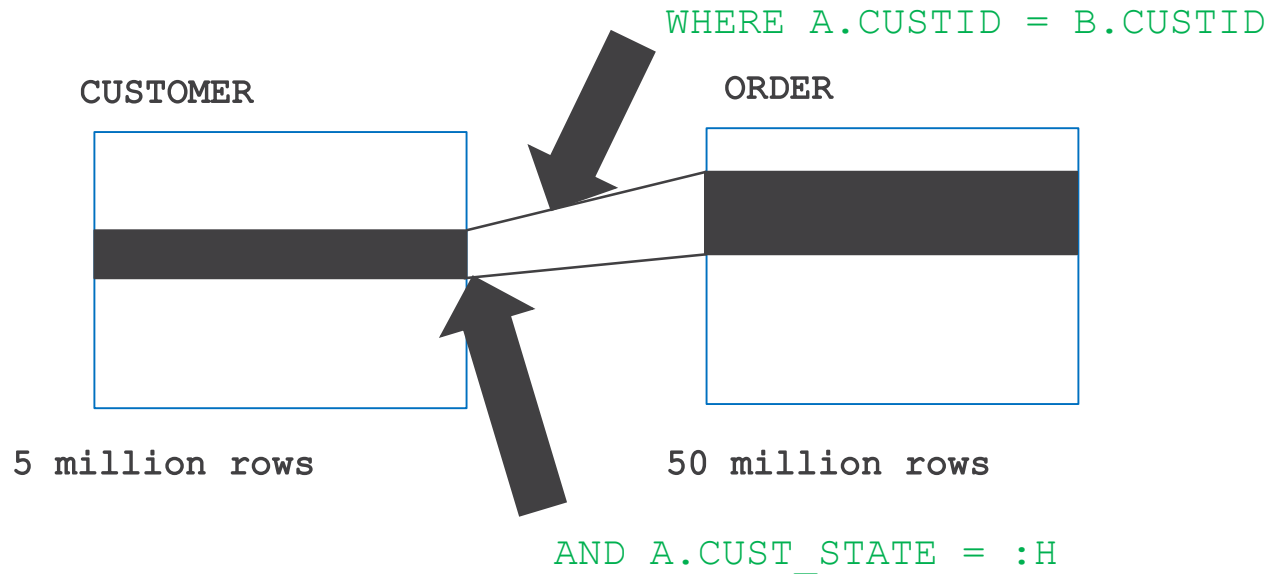 WHERE A.CUSTID = B.CUSTID
CUSTOMER
ORDER
5 million rows
50 million rows
AND A.CUST_STATE = :H